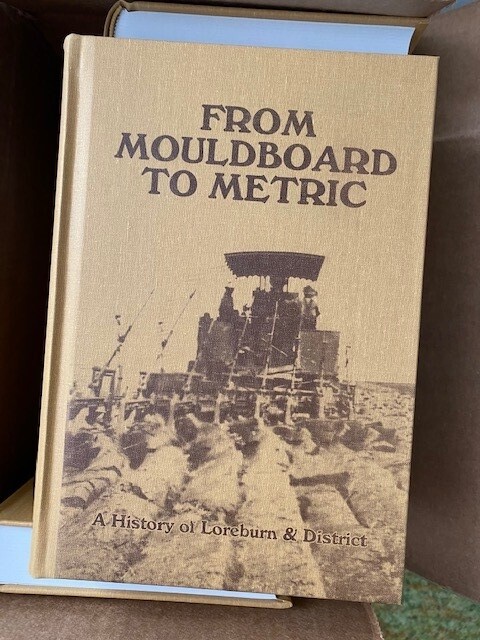 FROM
MOULDBOARD
TO METRIC
A History of Loreburn & District